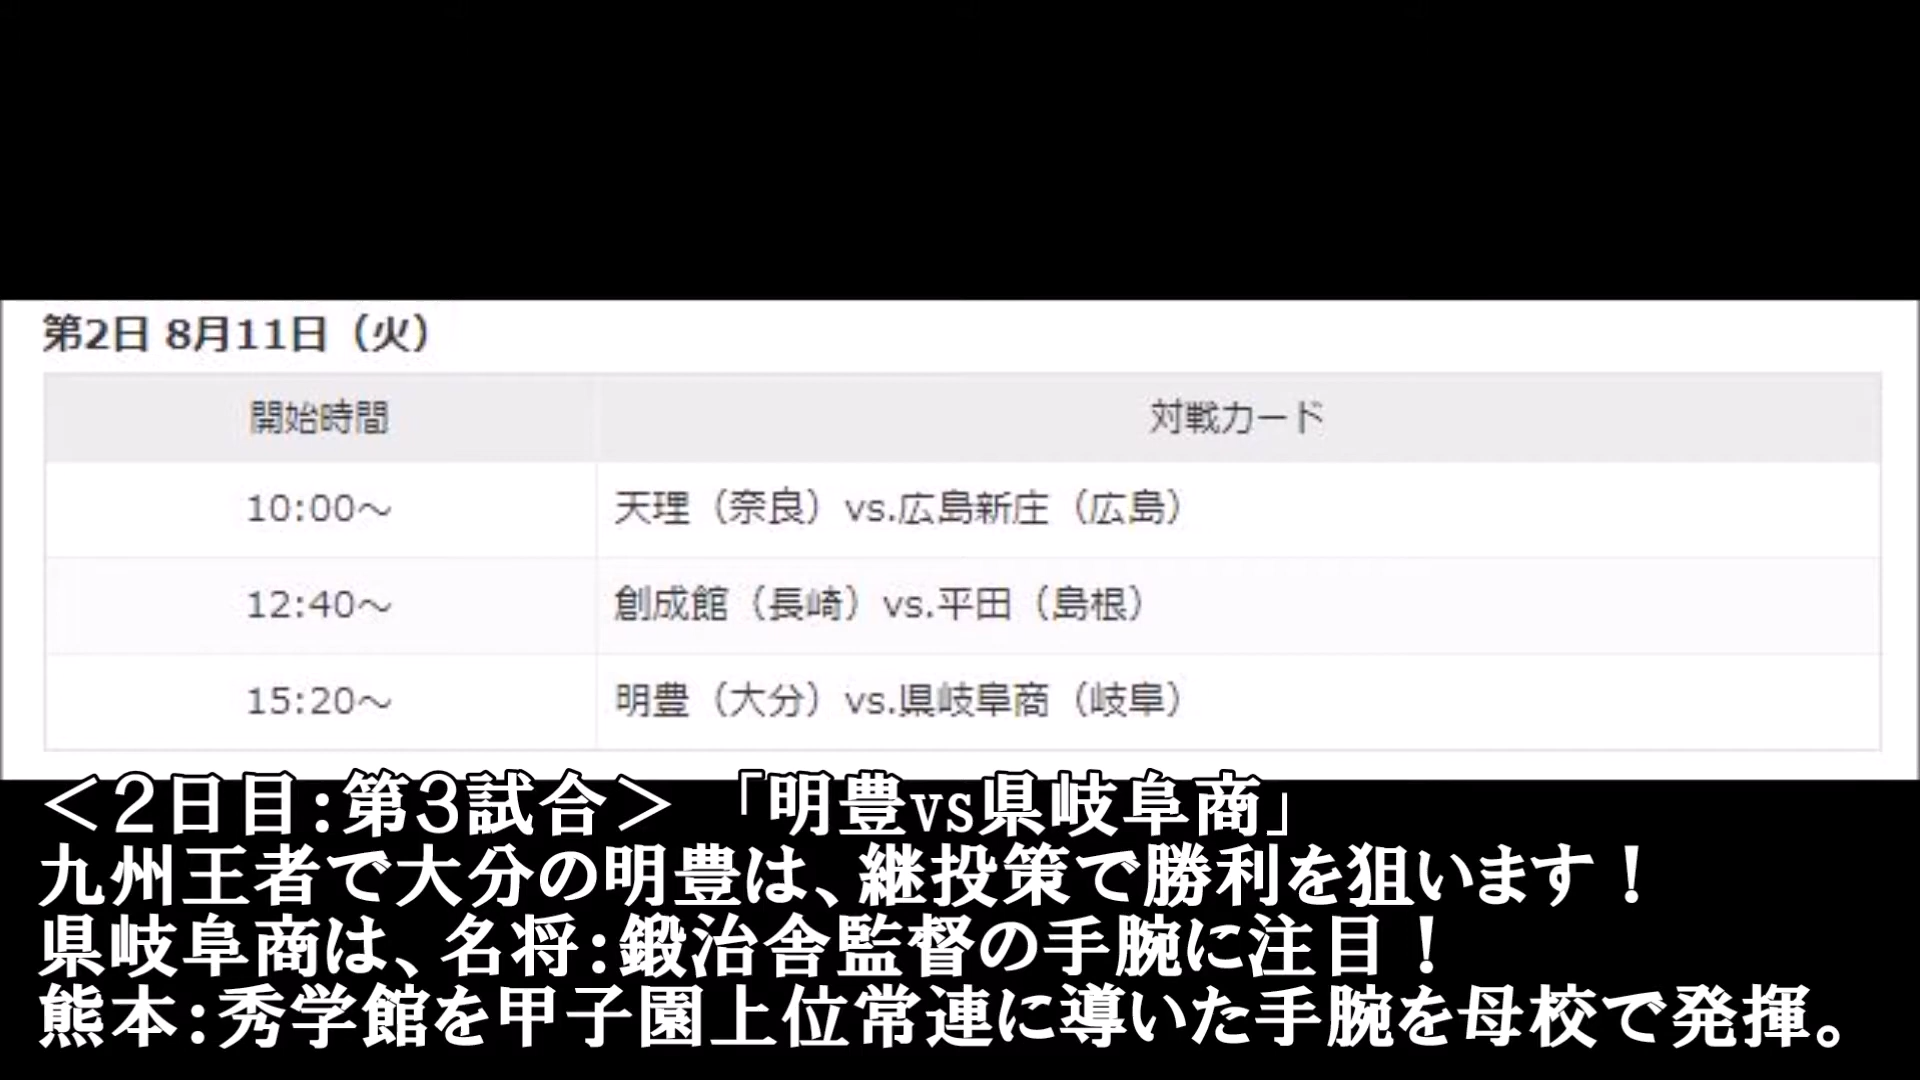 第2日 8月11日（火）
開始時間 対戦カード
10:00～ 天理（奈良）vs.広島新庄（広島）
12:40～ 創成館（長崎）vs.平田（島根）
15:20～ 明豊（大分）vs.県岐阜商（岐阜）
＜２日目：第３試合＞ 「明豊vs県岐阜商」
九州王者で大分の明豊は、継投策で勝利を狙います！
県岐阜商は、名将：鍛治舎監督の手腕に注目！
熊本：秀学館を甲子園上位常連に導いた手腕を母校で発揮。